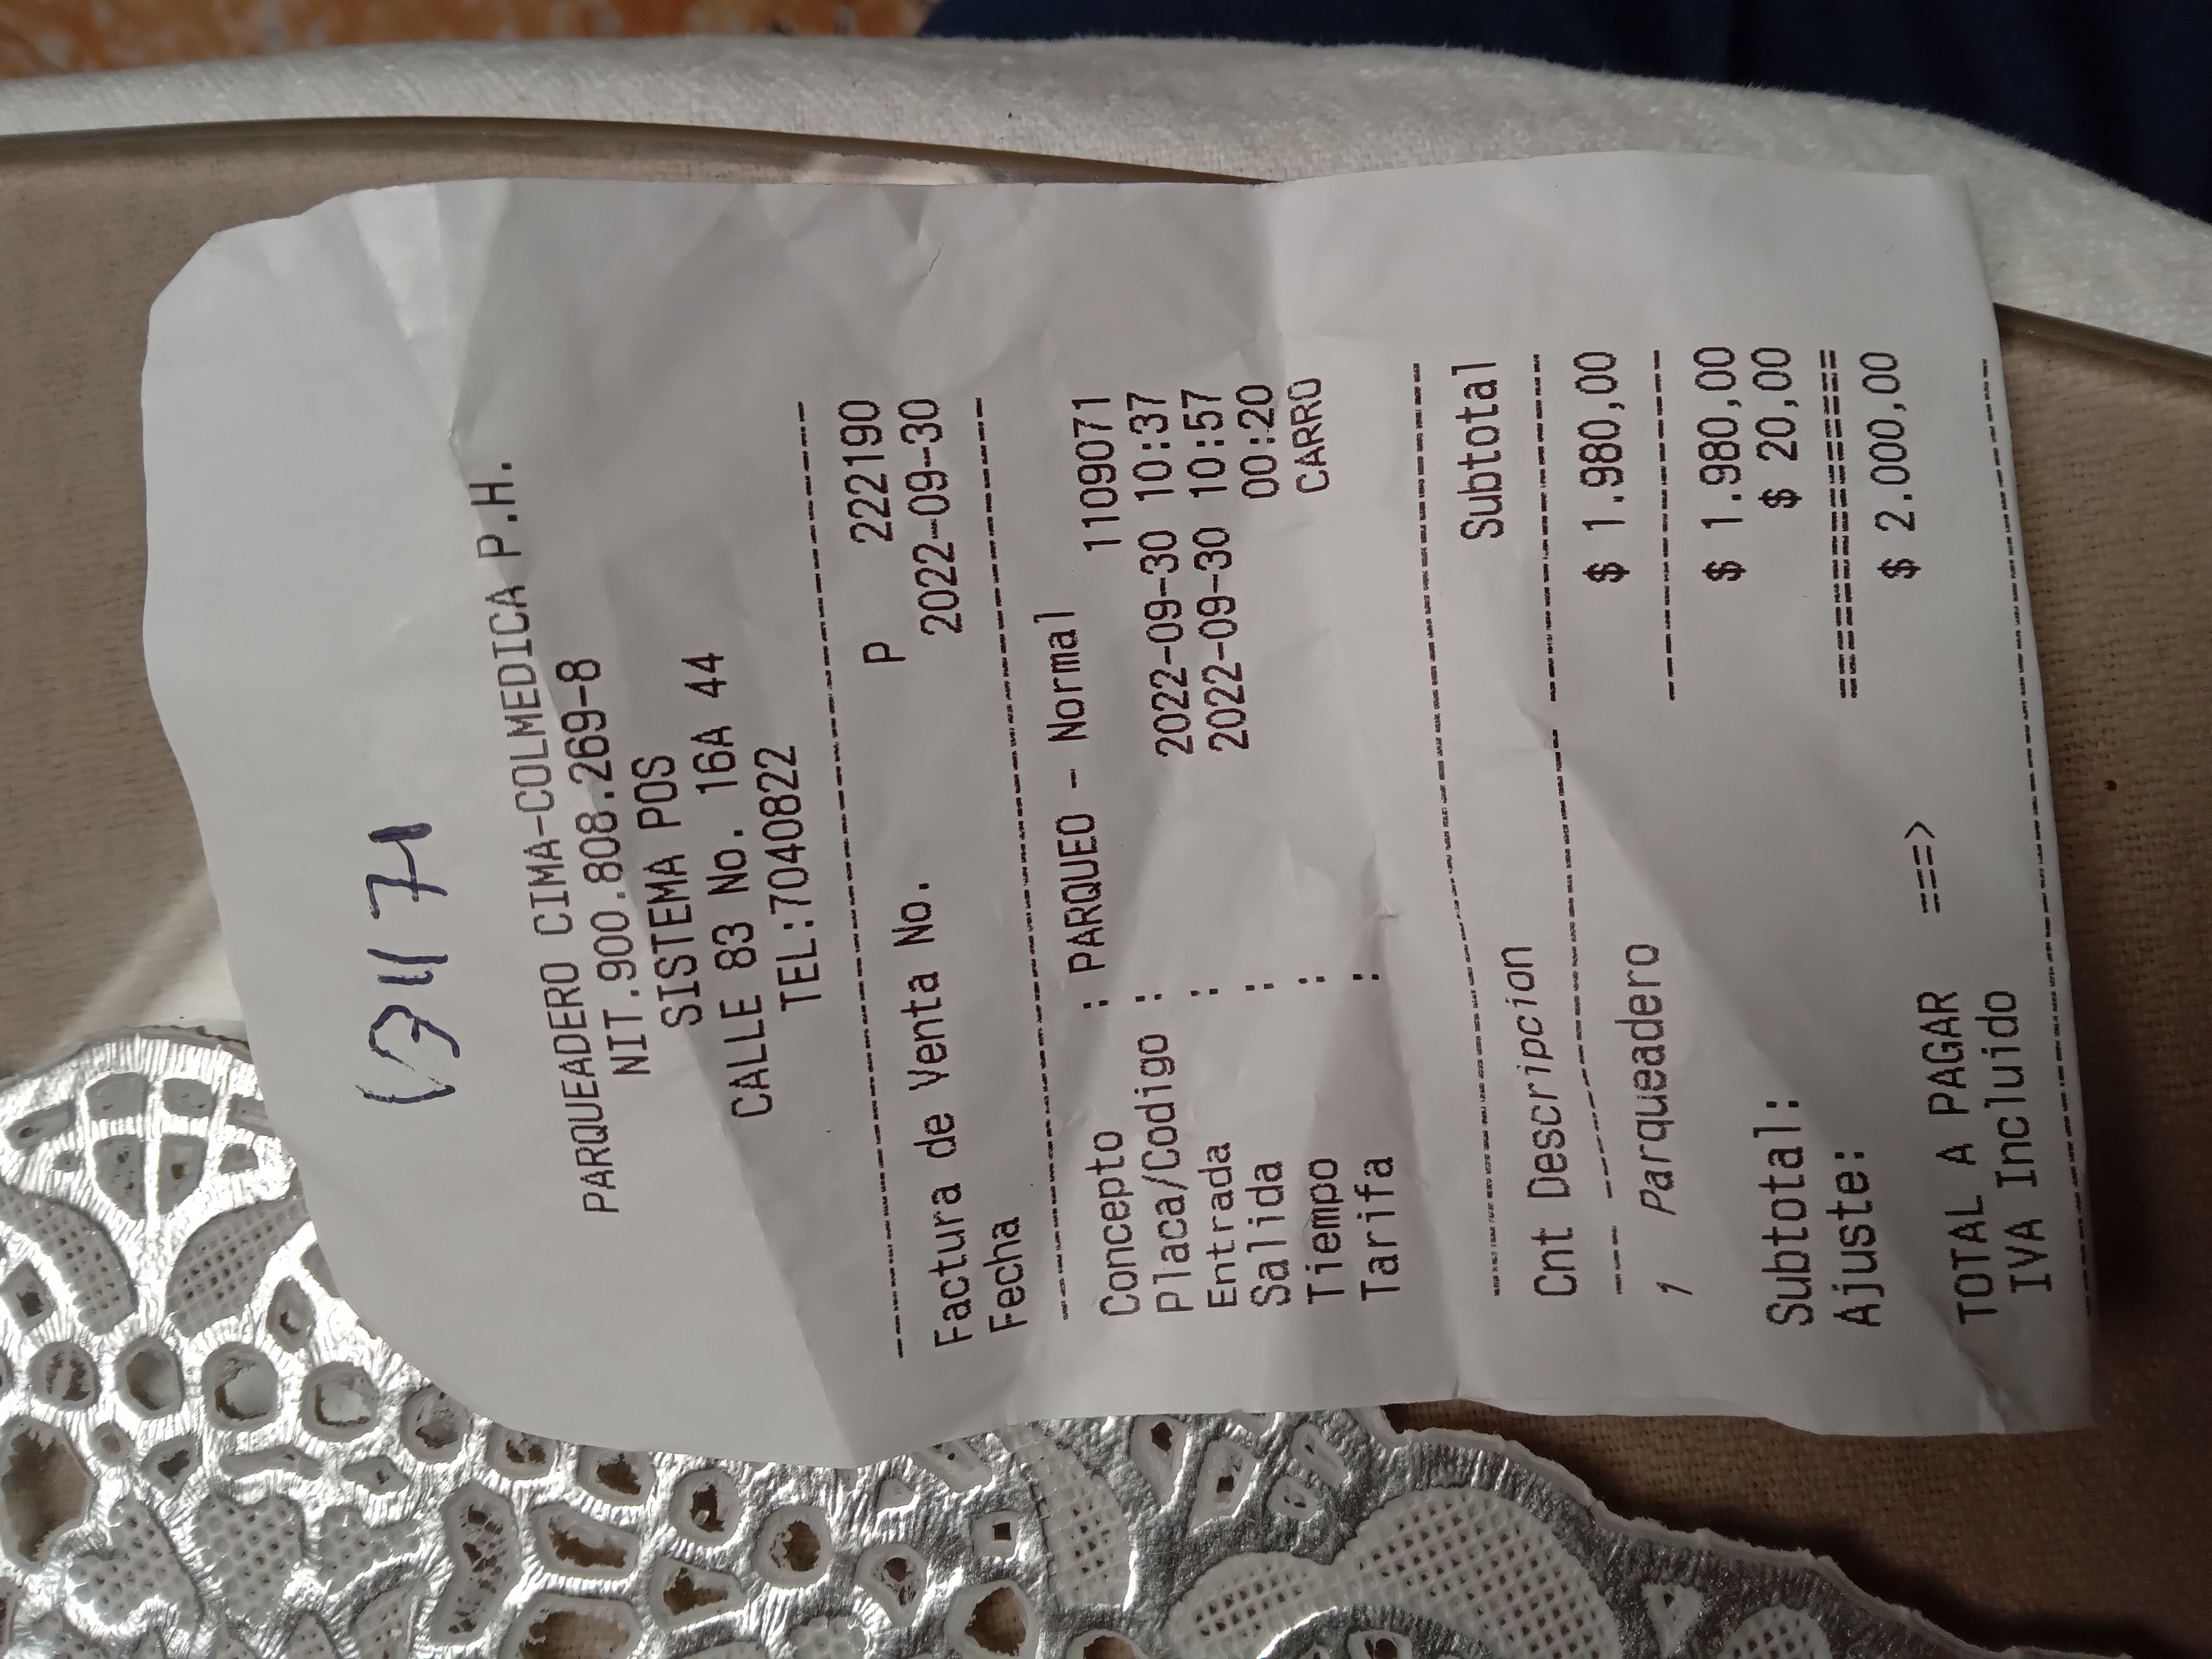 PARQUEADERO CIMA-COLMEDICA P.H.
NIT.900.808.269-8
SISTEMA POS
CALLE 83 No. 16A 44
TEL:7040822
Factura de Venta No. P 222190
Fecha 2022-09-30
Concepto : PARQUEO - Normal
Placa/Codigo : 1109071
Entrada : 2022-09-30 10:37
Salida : 2022-09-30 10:57
Tiempo : 00:20
Tarifa : CARRO
Cnt Descripcion Subtotal
1 Parqueadero $ 1.980,00
Subtotal: $ 1.980,00
Ajuste: $ 20,00
TOTAL A PAGAR ===> $ 2.000,00
IVA Incluido